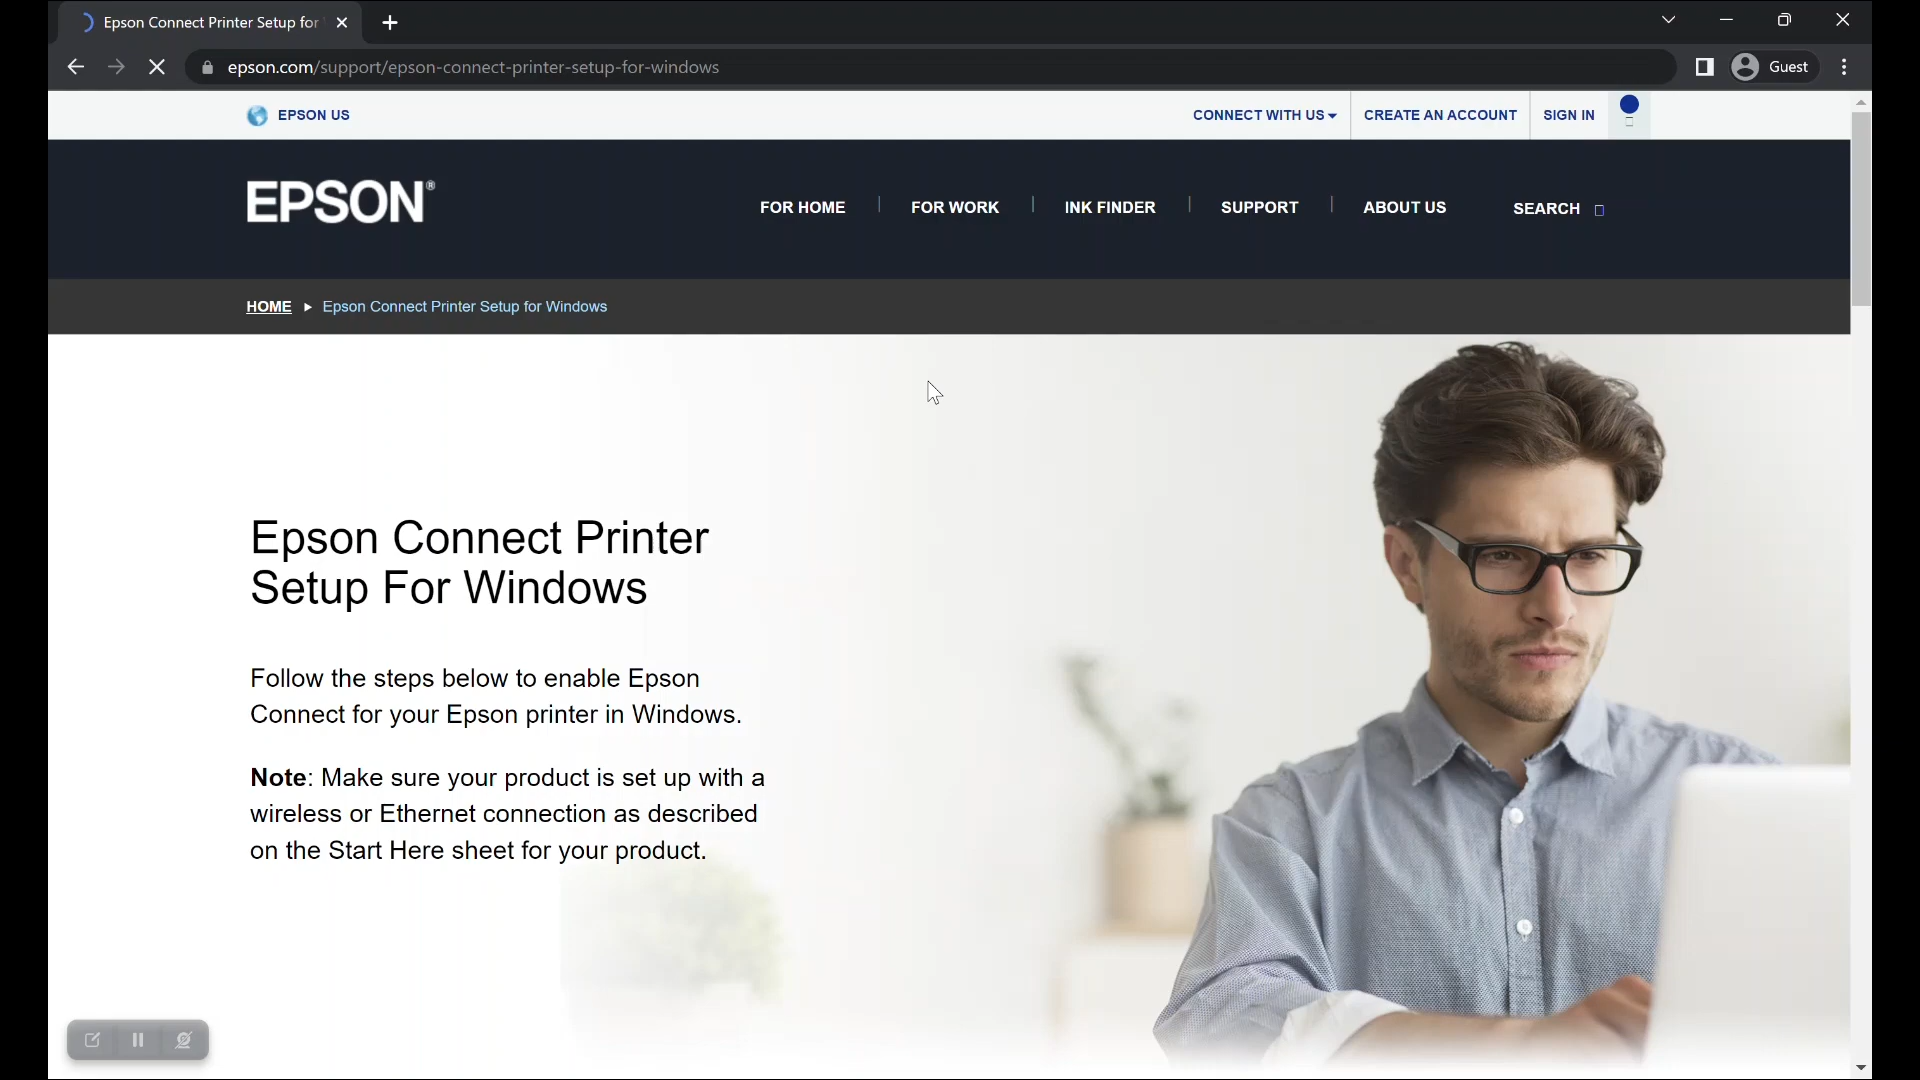 Epson Connect Printer Setup for
epson.com/support/epson-connect-printer-setup-for-windows
Guest
EPSON US
CONNECT WITH US
CREATE AN ACCOUNT
SIGN IN
EPSON®
FOR HOME
FOR WORK
INK FINDER
SUPPORT
ABOUT US
SEARCH
HOME
Epson Connect Printer Setup for Windows
Epson Connect Printer
Setup For Windows
Follow the steps below to enable Epson
Connect for your Epson printer in Windows.
Note: Make sure your product is set up with a
wireless or Ethernet connection as described
on the Start Here sheet for your product.